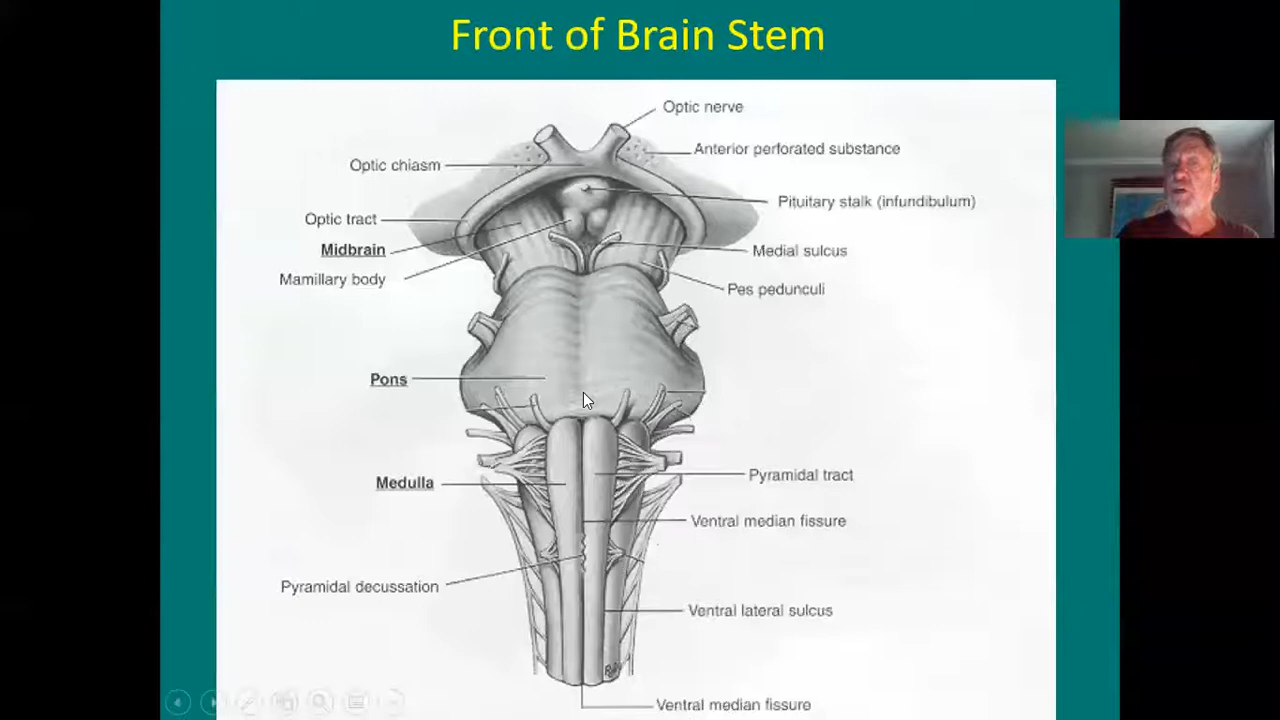 Front of Brain Stem
Optic nerve
Anterior perforated substance
Optic chiasm
Pituitary stalk (infundibulum)
Optic tract
Midbrain
Medial sulcus
Mamillary body
Pes pedunculi
Pons
Pyramidal tract
Medulla
Ventral median fissure
Pyramidal decussation
Ventral lateral sulcus
Ventral median fissure